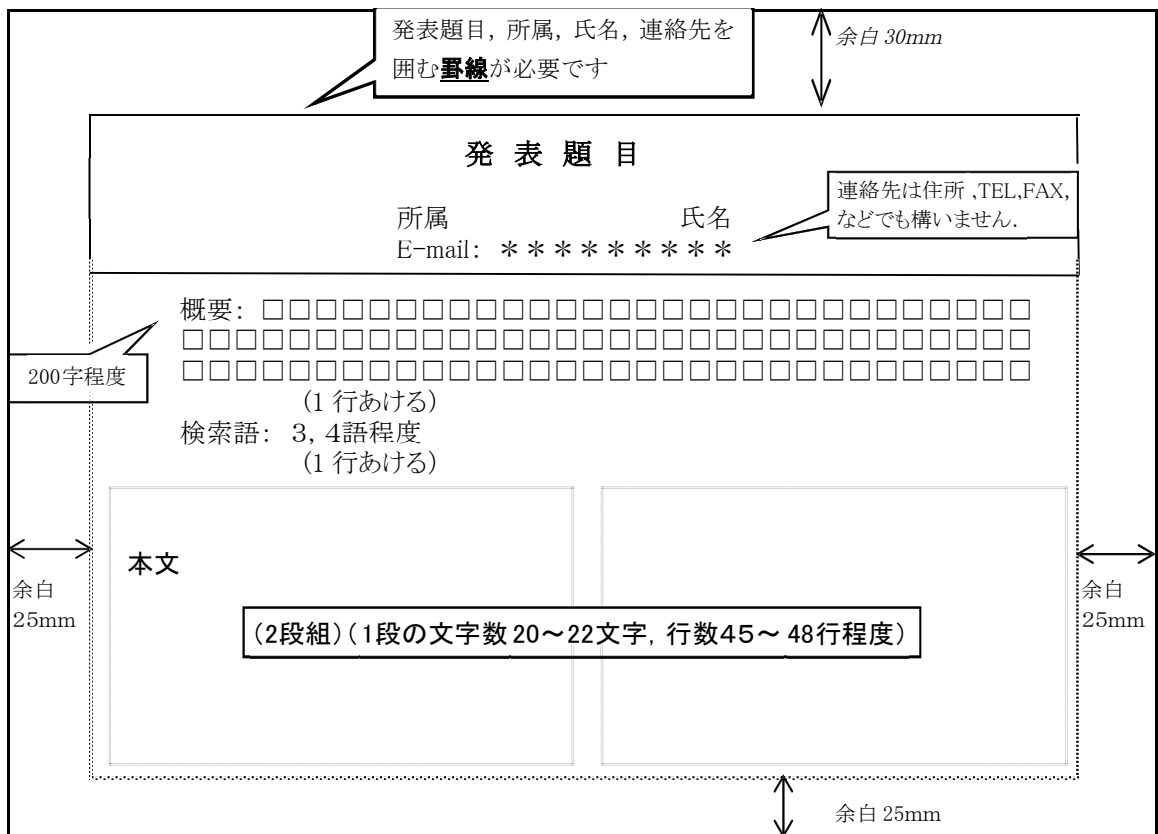 発表題目, 所属, 氏名, 連絡先を
囲む罫線が必要です
余白 30mm
発 表 題 目
連絡先は住所 ,TEL,FAX,
などでも構いません.
所属 氏名
E-mail: ＊＊＊＊＊＊＊＊＊
概要: □□□□□□□□□□□□□□□□□□□□□□□□□□□□□
□□□□□□□□□□□□□□□□□□□□□□□□□□□□□□□□
□□□□□□□□□□□□□□□□□□□□□□□□□□□□□□□□
200字程度
(1 行あける)
検索語: 3, 4語程度
(1 行あける)
本文
余白
25mm
余白
25mm
(2段組)(1段の文字数 20～22文字, 行数45～ 48行程度)
余白 25mm